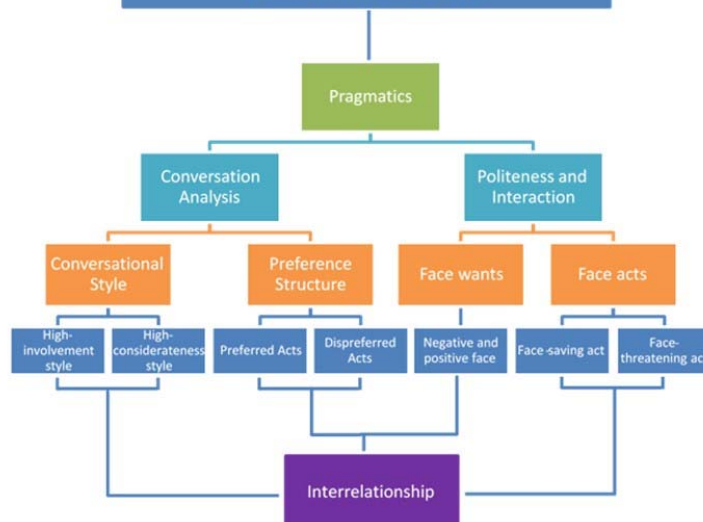 Pragmatics
Conversation
Analysis
Politeness and
Interaction
Conversational
Style
Preference
Structure
Face wants
Face acts
High-
involvement
style
High-
considerateness
style
Preferred Acts
Dispreferred
Acts
Negative and
positive face
Face-saving act
Face-
threatening ac
Interrelationship